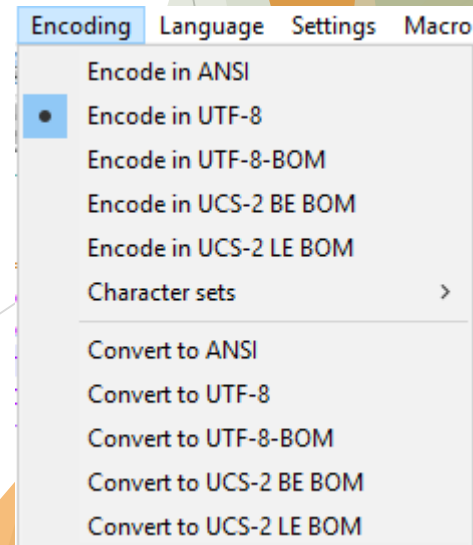 Encoding Language Settings Macro
Encode in ANSI
Encode in UTF-8
Encode in UTF-8-BOM
Encode in UCS-2 BE BOM
Encode in UCS-2 LE BOM
Character sets
Convert to ANSI
Convert to UTF-8
Convert to UTF-8-BOM
Convert to UCS-2 BE BOM
Convert to UCS-2 LE BOM